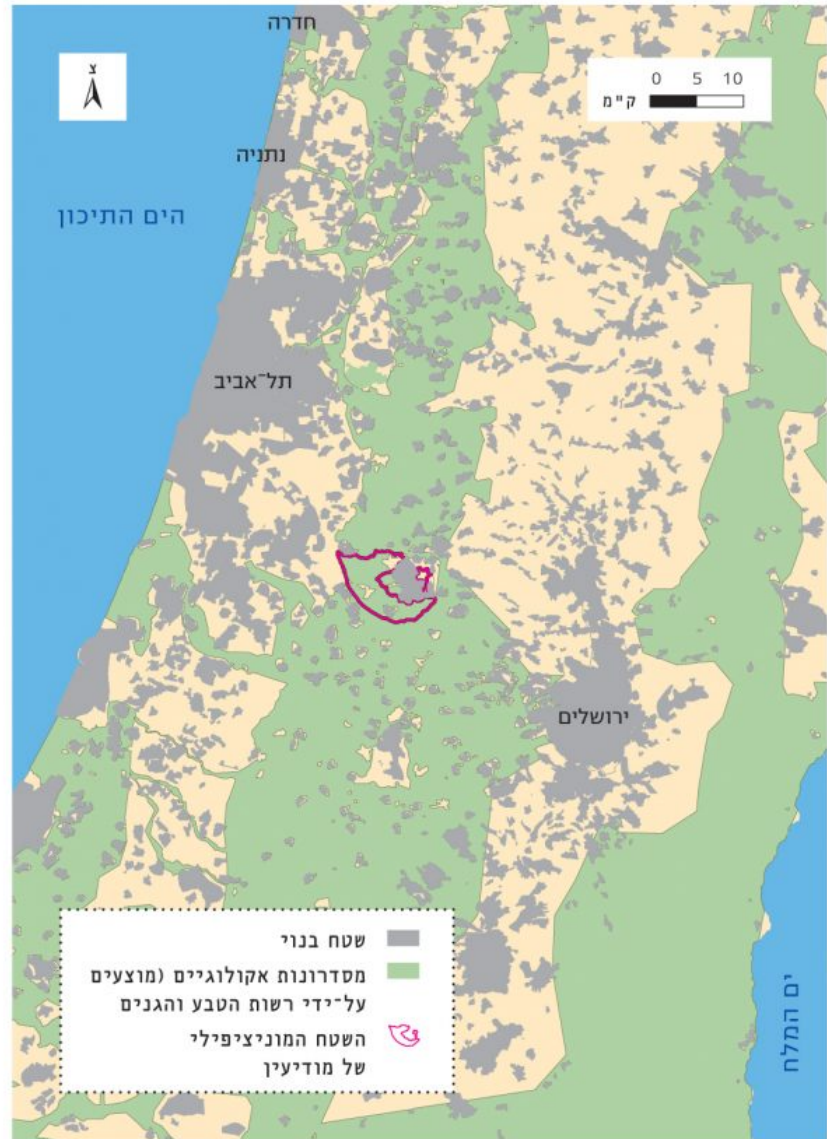 חדרה
צ
0 5 10
ק"מ
נתניה
הים התיכון
תל־אביב
ירושלים
ים המלח
שטח בנוי
מסדרונות אקולוגיים (מוצעים
על־ידי רשות הטבע והגנים
השטח המוניציפילי
של מודיעין